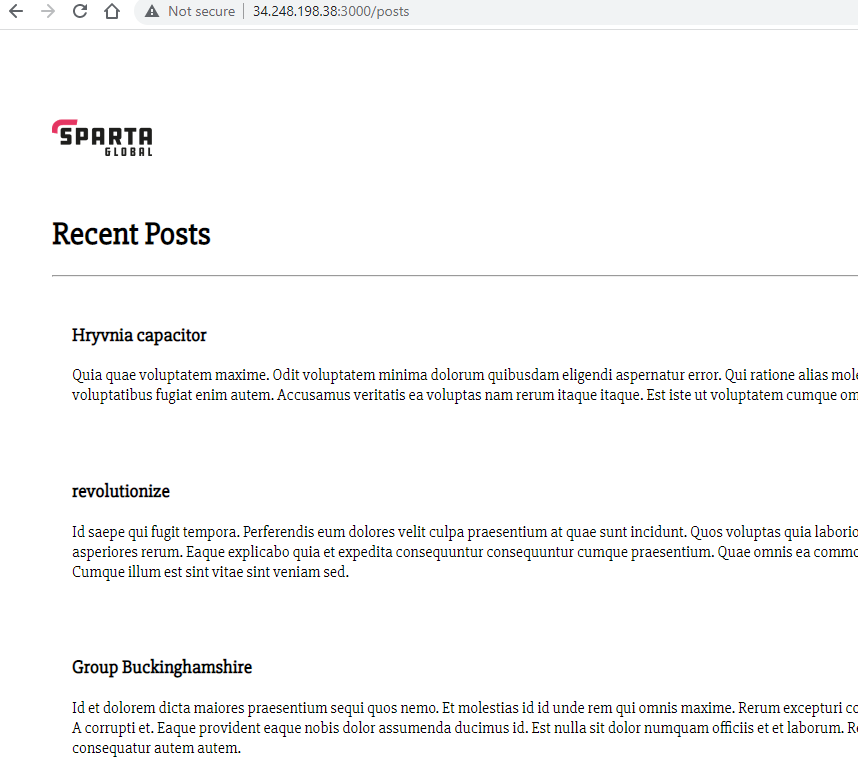 Not secure | 34.248.198.38:3000/posts
SPARTA
GLOBAL
Recent Posts
Hryvnia capacitor
Quia quae voluptatem maxime. Odit voluptatem minima dolorum quibusdam eligendi aspernatur error. Qui ratione alias mole
voluptatibus fugiat enim autem. Accusamus veritatis ea voluptas nam rerum itaque itaque. Est iste ut voluptatem cumque om
revolutionize
Id saepe qui fugit tempora. Perferendis eum dolores velit culpa praesentium at quae sunt incidunt. Quos voluptas quia laborio
asperiores rerum. Eaque explicabo quia et expedita consequuntur consequuntur cumque praesentium. Quae omnis ea commo
Cumque illum est sint vitae sint veniam sed.
Group Buckinghamshire
Id et dolorem dicta maiores praesentium sequi quos nemo. Et molestias id id unde rem qui omnis maxime. Rerum excepturi co
A corrupti et. Eaque provident eaque nobis dolor assumenda ducimus id. Est nulla sit dolor numquam officiis et et laborum. Re
consequatur autem autem.